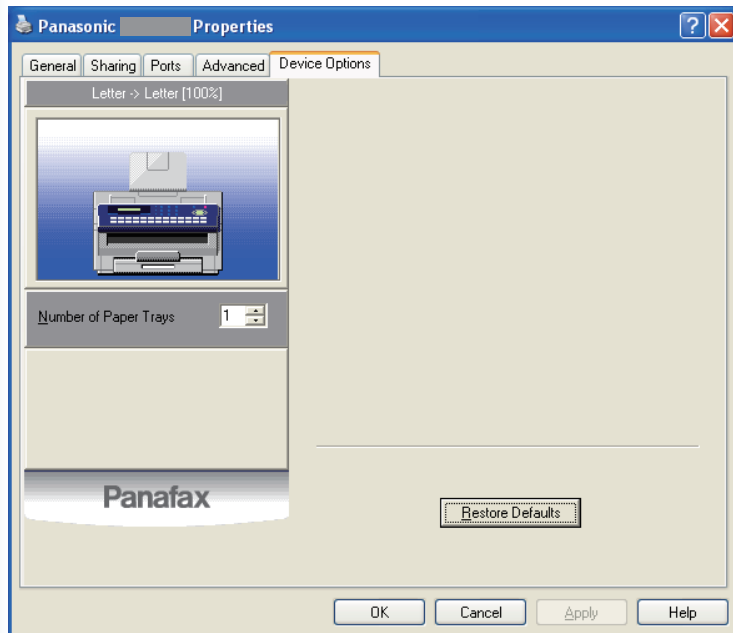 Panasonic Properties
General Sharing Ports Advanced Device Options
Letter -> Letter [100%]
Number of Paper Trays 1
Panafax
Restore Defaults
OK Cancel Apply Help